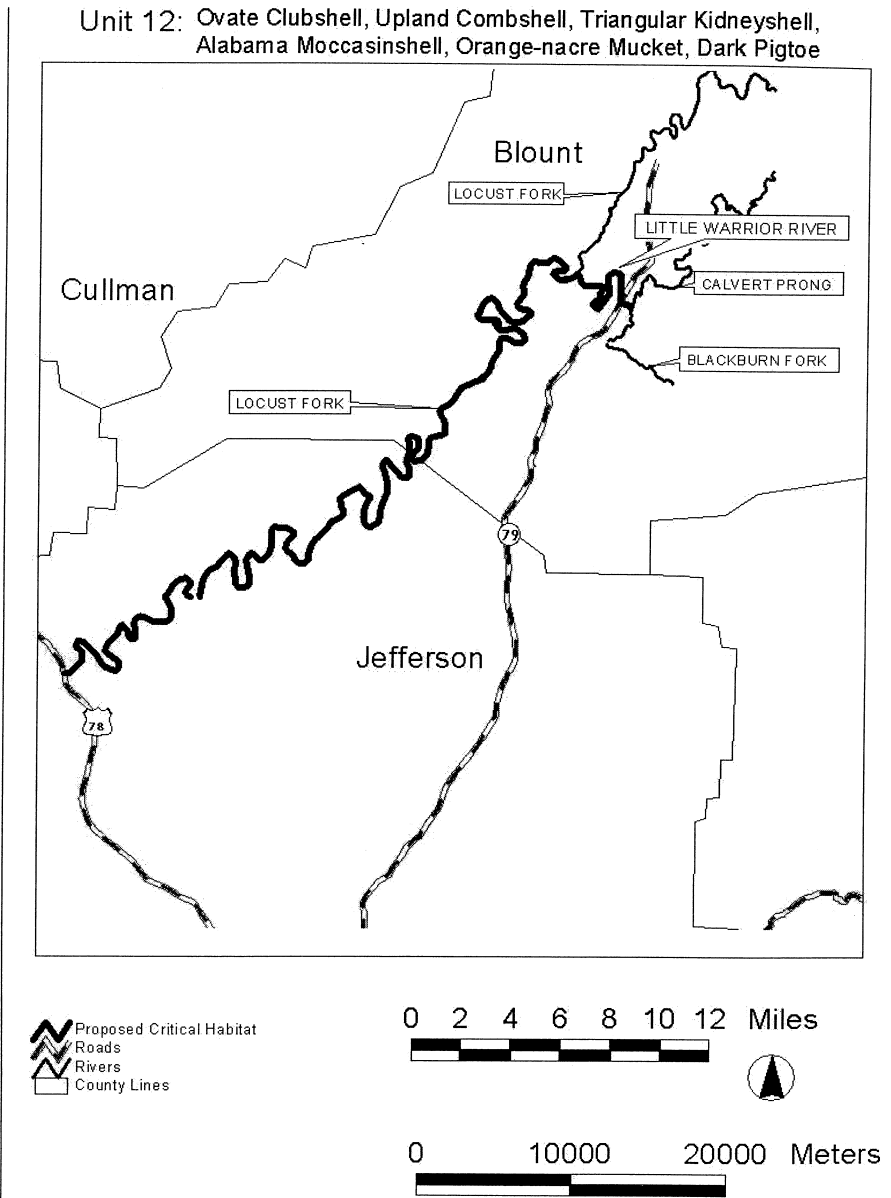 Unit 12: Ovate Clubshell, Upland Combshell, Triangular Kidneyshell,
Alabama Moccasinshell, Orange-nacre Mucket, Dark Pigtoe
Blount
LOCUST FORK
LITTLE WARRIOR RIVER
Cullman
CALVERT PRONG
BLACKBURN FORK
LOCUST FORK
79
Jefferson
78
Proposed Critical Habitat
Roads
Rivers
County Lines
0 2 4 6 8 10 12 Miles
0 10000 20000 Meters